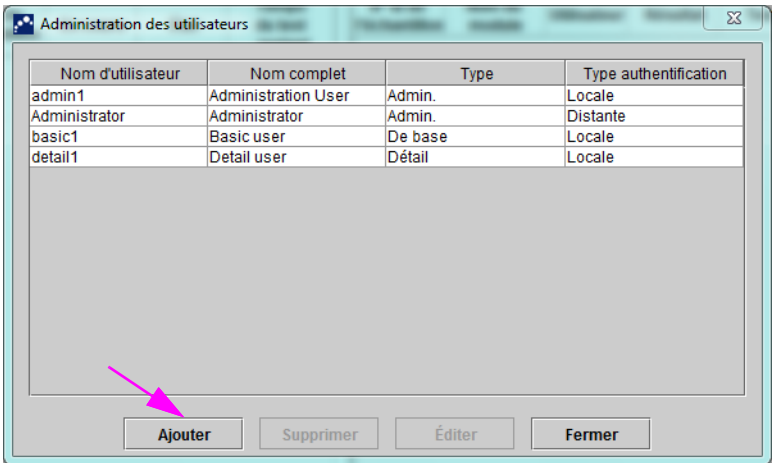 Administration des utilisateurs
Nom d'utilisateur Nom complet Type Type authentification
admin1 Administration User Admin. Locale
Administrator Administrator Admin. Distante
basic1 Basic user De base Locale
detail1 Detail user Détail Locale
Ajouter Supprimer Éditer Fermer